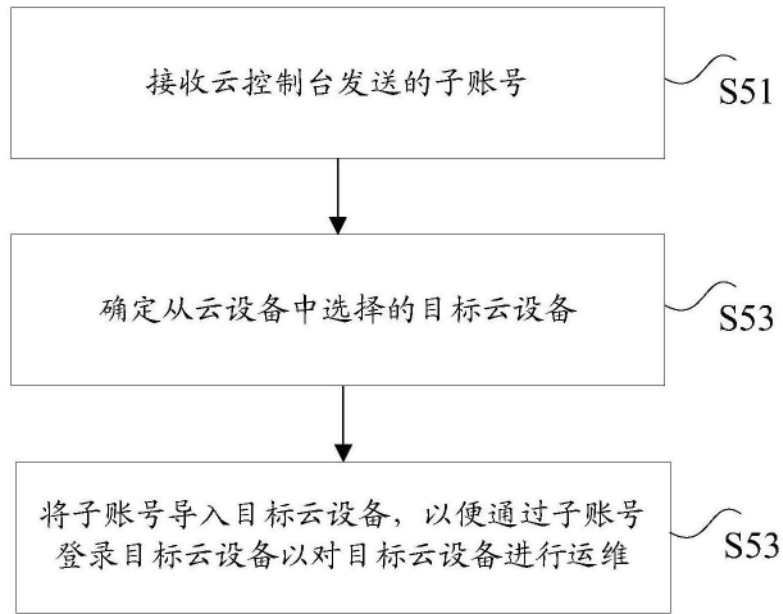 接收云控制台发送的子账号
S51
确定从云设备中选择的目标云设备
S53
将子账号导入目标云设备，以便通过子账号
登录目标云设备以对目标云设备进行运维
S53